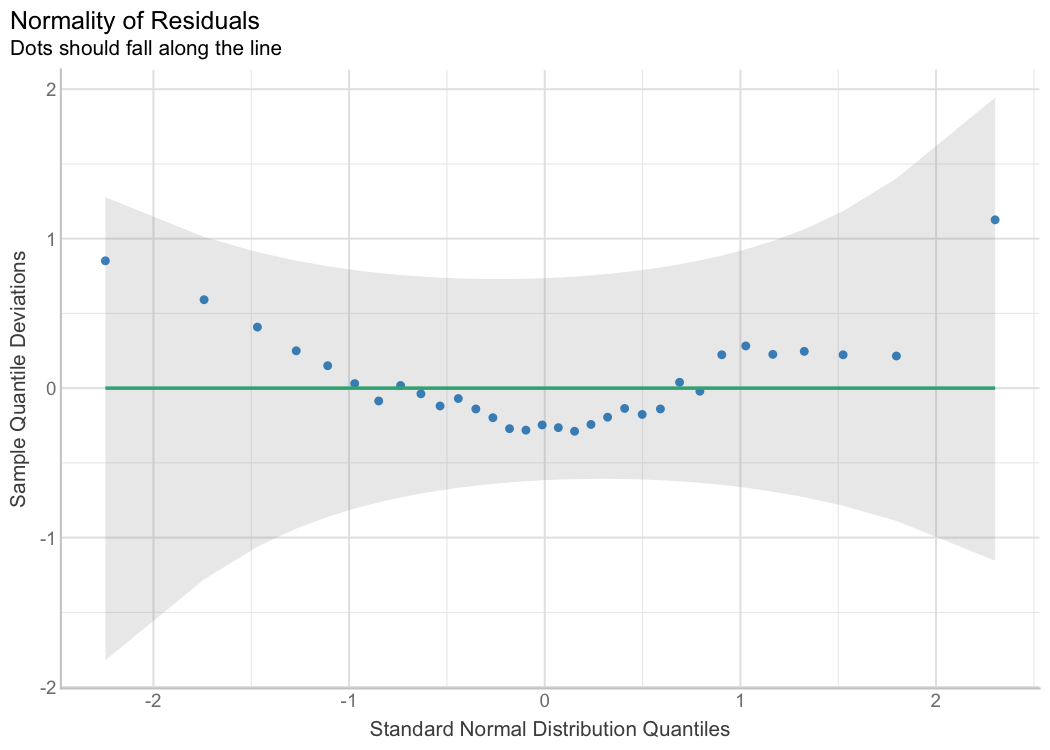 Normality of Residuals
Dots should fall along the line
Sample Quantile Deviations
2
1
0
-1
-2
-2
-1
0
1
2
Standard Normal Distribution Quantiles